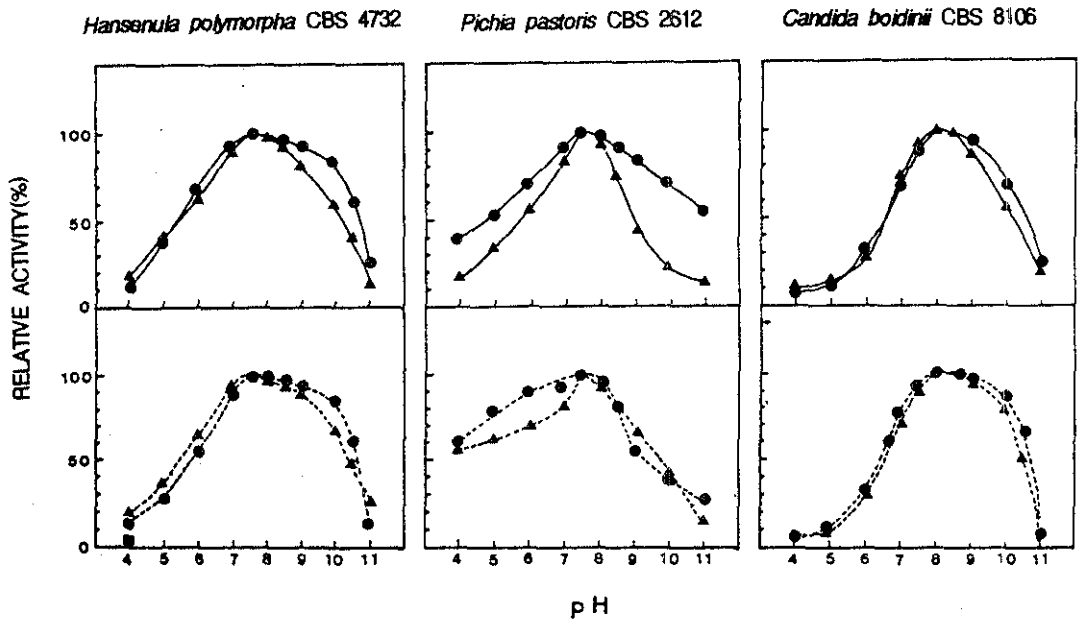 Hansenula polymorpha CBS 4732 Pichia pastoris CBS 2612 Candida boidinii CBS 8106
RELATIVE ACTIVITY(%)
100
50
0
100
50
0
4 5 6 7 8 9 10 11 4 5 6 7 8 9 10 11 4 5 6 7 8 9 10 11
pH